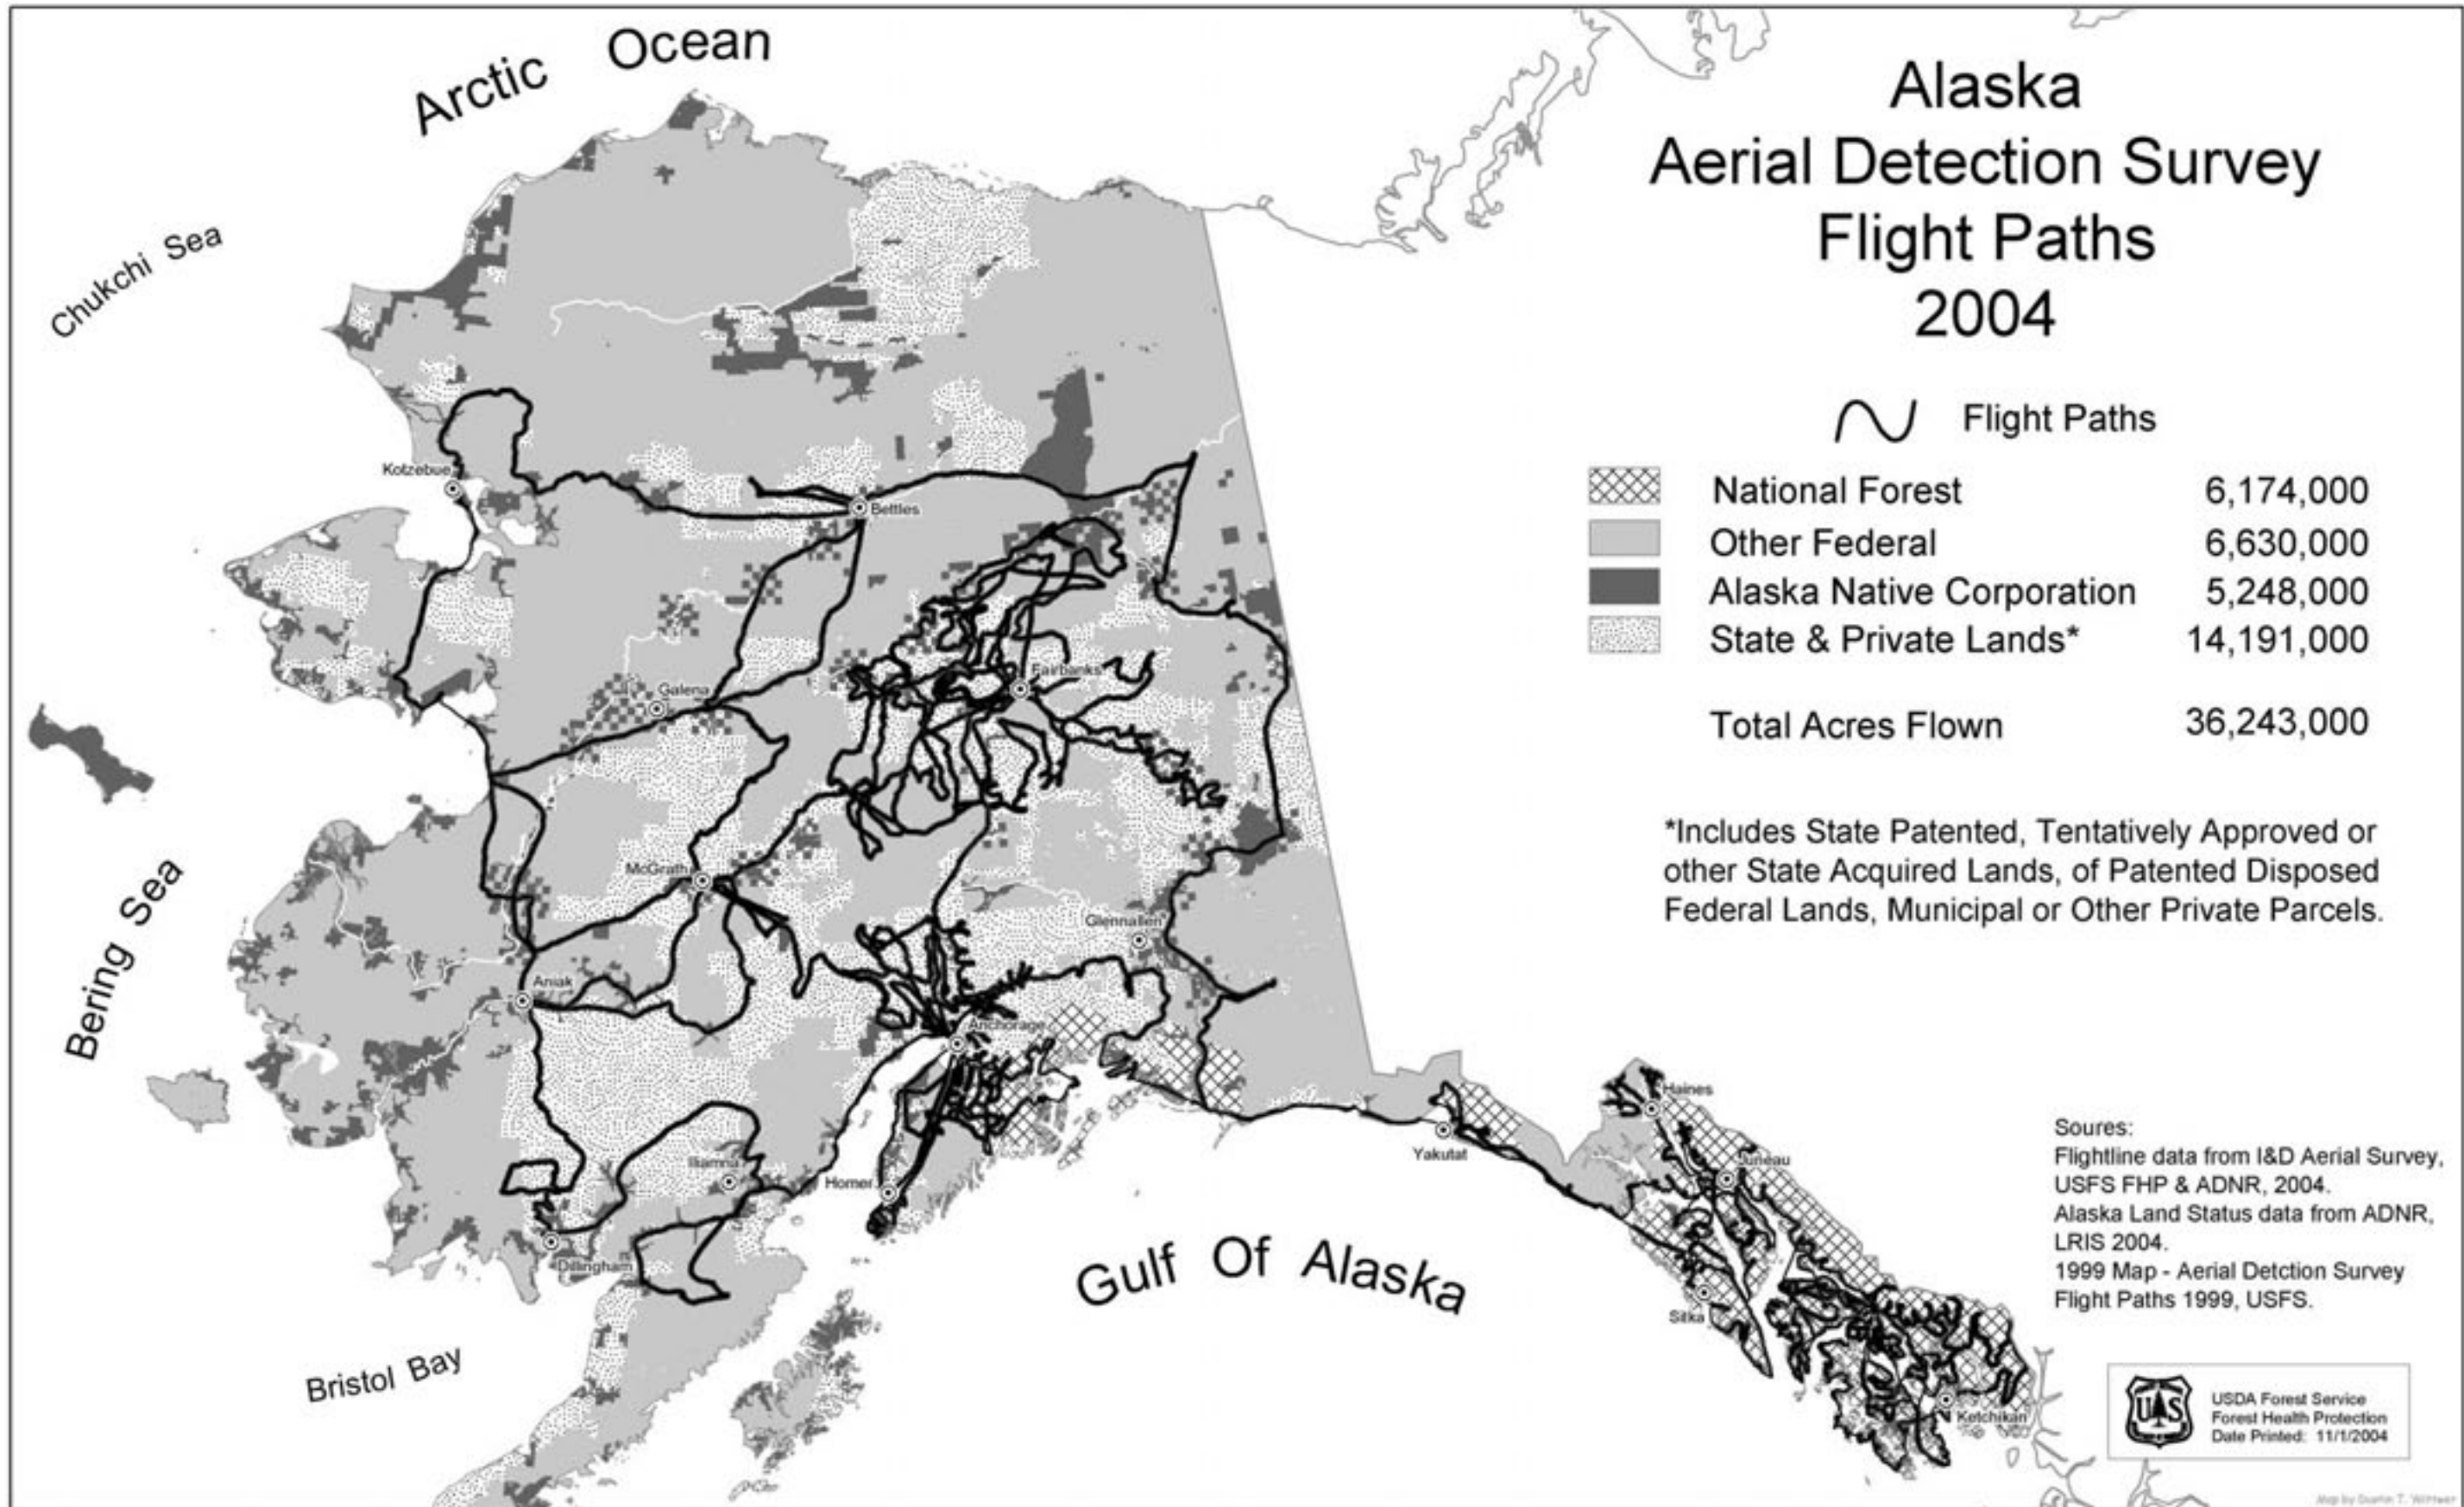 Alaska
Aerial Detection Survey
Flight Paths
2004
Flight Paths
National Forest 6,174,000
Other Federal 6,630,000
Alaska Native Corporation 5,248,000
State & Private Lands* 14,191,000
Total Acres Flown 36,243,000
*Includes State Patented, Tentatively Approved or
other State Acquired Lands, of Patented Disposed
Federal Lands, Municipal or Other Private Parcels.
Arctic Ocean
Chukchi Sea
Kotzebue
Bettles
Fairbanks
Galena
McGrath
Glennallen
Bering Sea
Aniak
Anchorage
Haines
Yakutat
Juneau
Iliamna
Homer
Dillingham
Gulf Of Alaska
Sitka
Bristol Bay
Ketchikan
Soures:
Flightline data from I&D Aerial Survey,
USFS FHP & ADNR, 2004.
Alaska Land Status data from ADNR,
LRIS 2004.
1999 Map - Aerial Detction Survey
Flight Paths 1999, USFS.
UAS
USDA Forest Service
Forest Health Protection
Date Printed: 11/1/2004
Map by Dustin T.